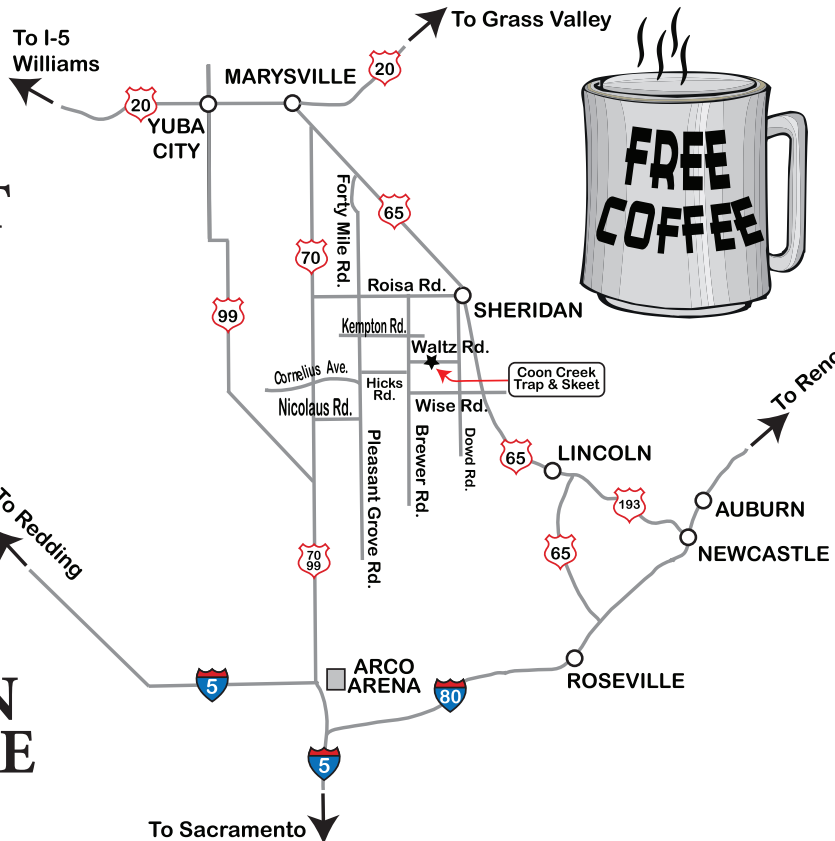 To Grass Valley
To I-5
Williams
20
MARYSVILLE
20
YUBA
CITY
FREE
COFFEE
T
Forty Mile Rd.
65
70
Roisa Rd.
SHERIDAN
99
Kempton Rd.
Waltz Rd.
Coon Creek
Trap & Skeet
Cornelius Ave.
Hicks
Rd.
Nicolaus Rd.
Wise Rd.
To Reno
Pleasant Grove Rd.
Brewer Rd.
Dowd Rd.
65
LINCOLN
193
AUBURN
NEWCASTLE
To Redding
70
99
65
ARCO
ARENA
5
80
ROSEVILLE
N
E
5
To Sacramento